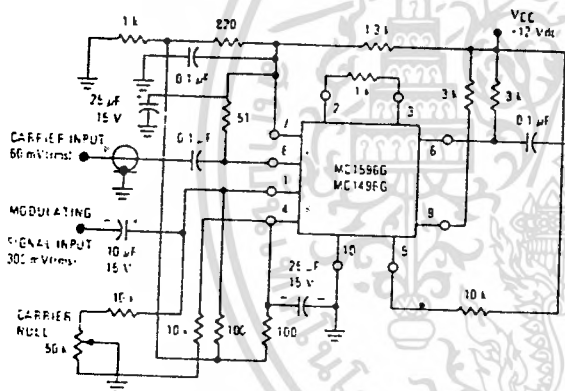 1 k
220
1.3 k
VCC
+12 Vdc
0.1 μF
25 μF
15 V
1 k
3 k
3 k
51
2
3
0.1 μF
CARRIER INPUT
60 mV(rms)
0.1 μF
7
8
6
MC1596G
MC1496G
1
4
9
MODULATING
SIGNAL INPUT
300 mV(rms)
10 μF
15 V
10
5
25 μF
15 V
10 k
CARRIER
NULL
50 k
10 k
10 k
100
100